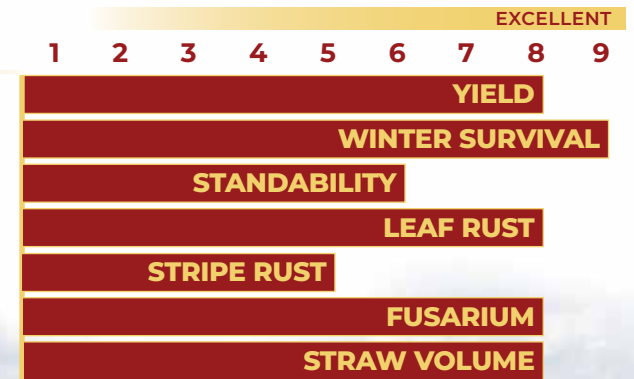 EXCELLENT
1 2 3 4 5 6 7 8 9
YIELD
WINTER SURVIVAL
STANDABILITY
LEAF RUST
STRIPE RUST
FUSARIUM
STRAW VOLUME